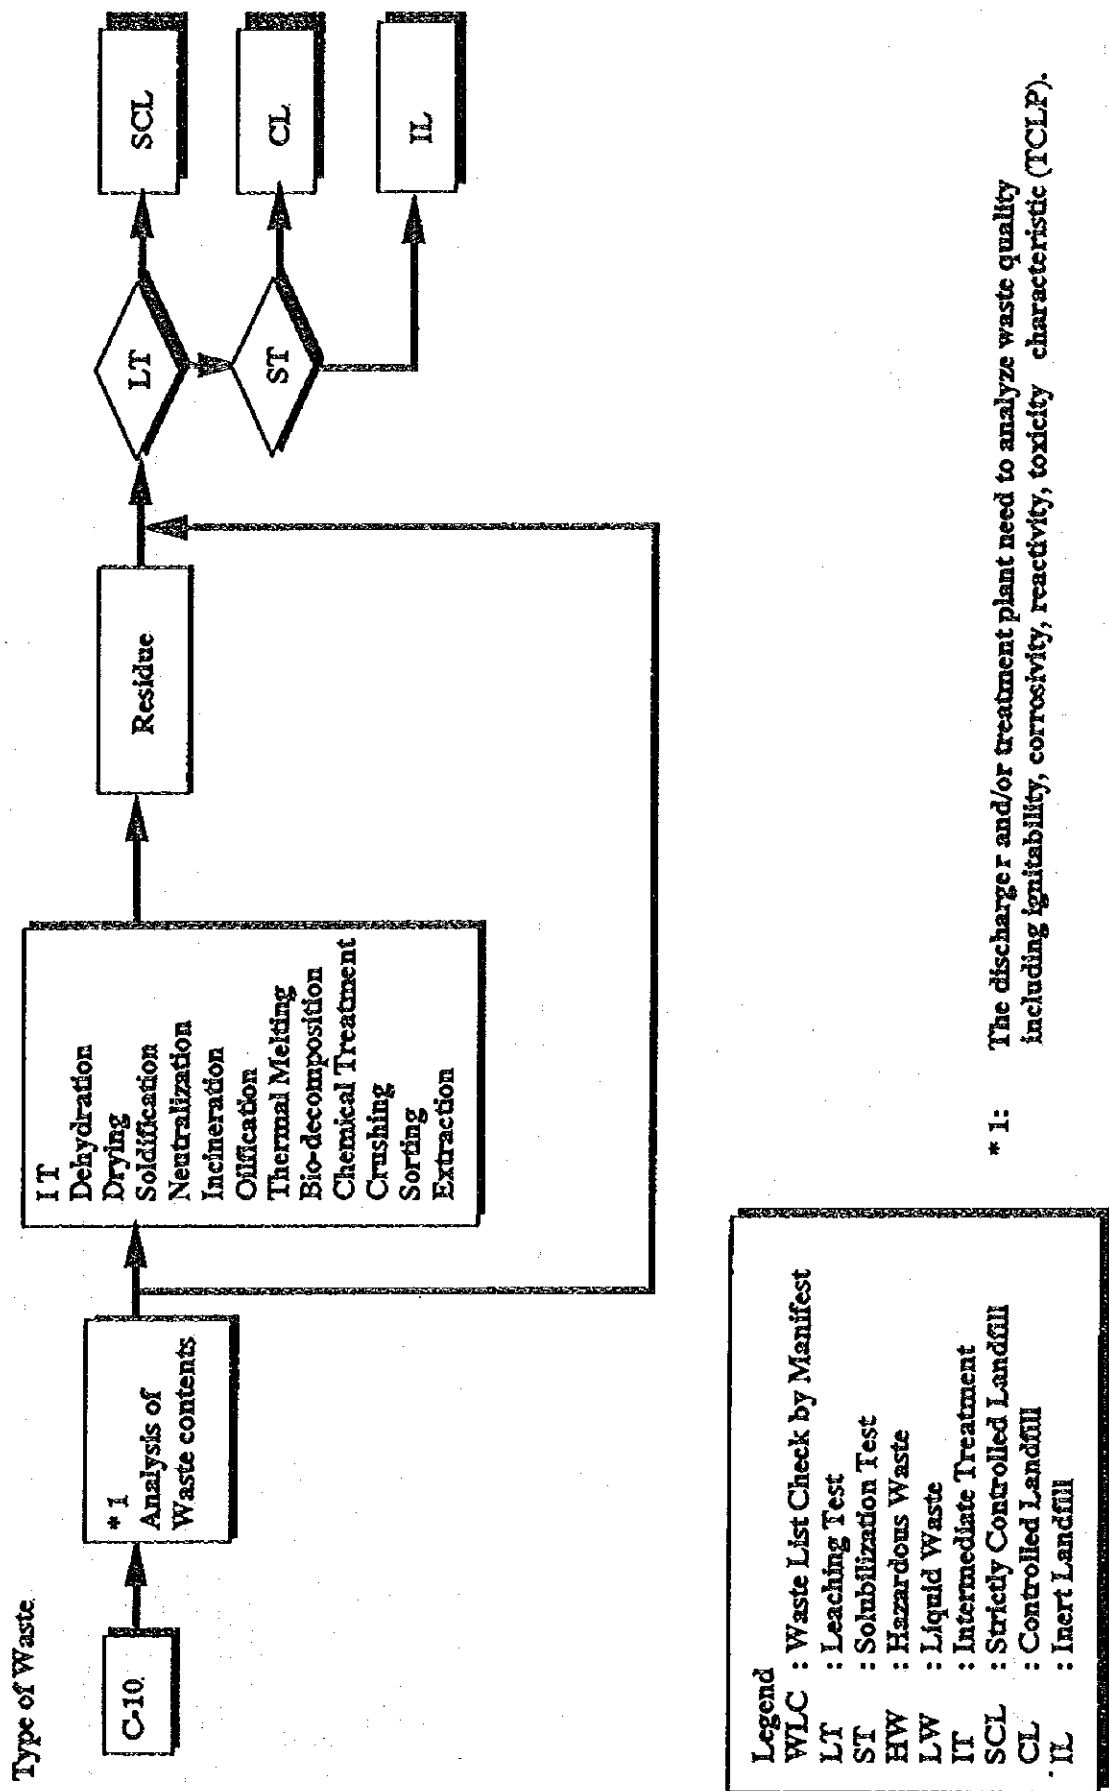 Type of Waste
C-10
* 1
Analysis of
Waste contents
I T
Dehydration
Drying
Soldification
Neutralization
Incineration
Oilfication
Thermal Melting
Bio-decomposition
Chemical Treatment
Crushing
Sorting
Extraction
Residue
LT
ST
SCL
CL
IL
Legend
WLC : Waste List Check by Manifest
LT : Leaching Test
ST : Solubilization Test
HW : Hazardous Waste
LW : Liquid Waste
IT : Intermediate Treatment
SCL : Strictly Controlled Landfill
CL : Controlled Landfill
IL : Inert Landfill
* 1: The discharger and/or treatment plant need to analyze waste quality
including ignitability, corrosivity, reactivity, toxicity characteristic (TCLP).